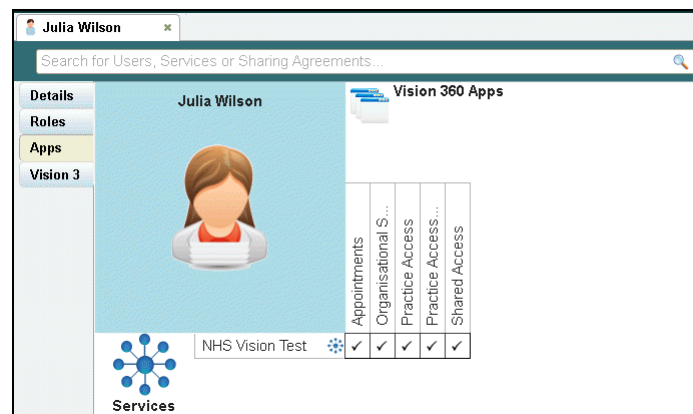 Julia Wilson
Search for Users, Services or Sharing Agreements...
Details
Roles
Apps
Vision 3
Julia Wilson
Vision 360 Apps
Appointments
Organisational S...
Practice Access
Practice Access...
Shared Access
NHS Vision Test
Services